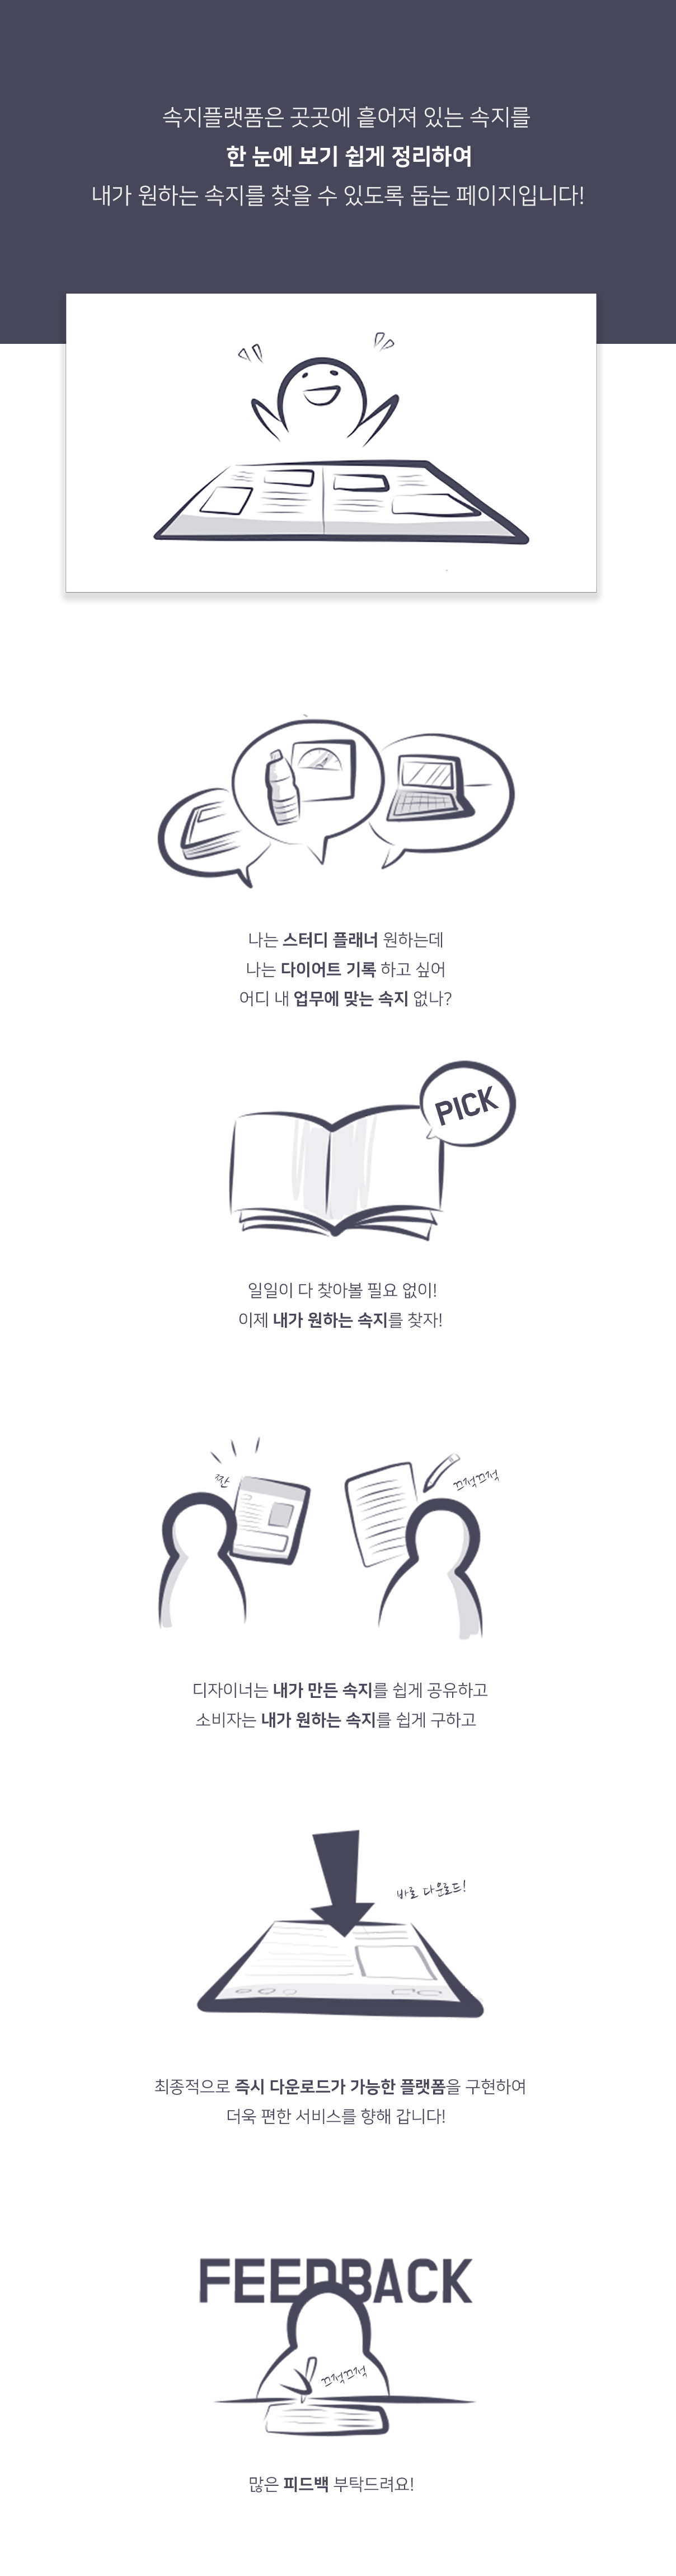 속지플랫폼은 곳곳에 흩어져 있는 속지를
한 눈에 보기 쉽게 정리하여
내가 원하는 속지를 찾을 수 있도록 돕는 페이지입니다!
나는 스터디 플래너 원하는데
나는 다이어트 기록 하고 싶어
어디 내 업무에 맞는 속지 없나?
PICK
일일이 다 찾아볼 필요 없이!
이제 내가 원하는 속지를 찾자!
짠
끄적끄적
디자이너는 내가 만든 속지를 쉽게 공유하고
소비자는 내가 원하는 속지를 쉽게 구하고
바로 다운로드!
최종적으로 즉시 다운로드가 가능한 플랫폼을 구현하여
더욱 편한 서비스를 향해 갑니다!
FEEDBACK
끄적끄적
많은 피드백 부탁드려요!